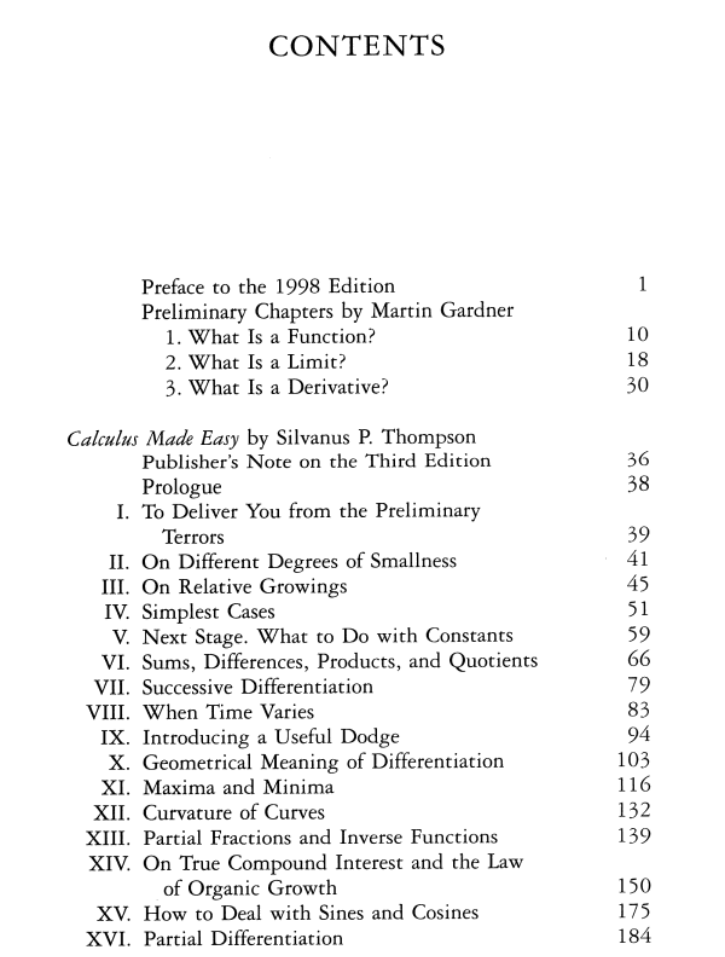 CONTENTS
Preface to the 1998 Edition 1
Preliminary Chapters by Martin Gardner
1. What Is a Function? 10
2. What Is a Limit? 18
3. What Is a Derivative? 30
Calculus Made Easy by Silvanus P. Thompson
Publisher's Note on the Third Edition 36
Prologue 38
I. To Deliver You from the Preliminary
Terrors 39
II. On Different Degrees of Smallness 41
III. On Relative Growings 45
IV. Simplest Cases 51
V. Next Stage. What to Do with Constants 59
VI. Sums, Differences, Products, and Quotients 66
VII. Successive Differentiation 79
VIII. When Time Varies 83
IX. Introducing a Useful Dodge 94
X. Geometrical Meaning of Differentiation 103
XI. Maxima and Minima 116
XII. Curvature of Curves 132
XIII. Partial Fractions and Inverse Functions 139
XIV. On True Compound Interest and the Law
of Organic Growth 150
XV. How to Deal with Sines and Cosines 175
XVI. Partial Differentiation 184